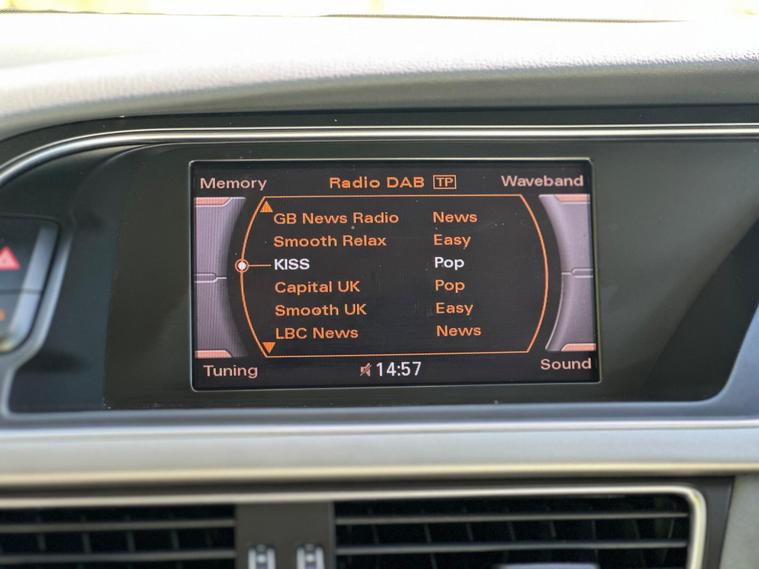 Memory Radio DAB TP Waveband
GB News Radio News
Smooth Relax Easy
KISS Pop
Capital UK Pop
Smooth UK Easy
LBC News News
Tuning 14:57 Sound